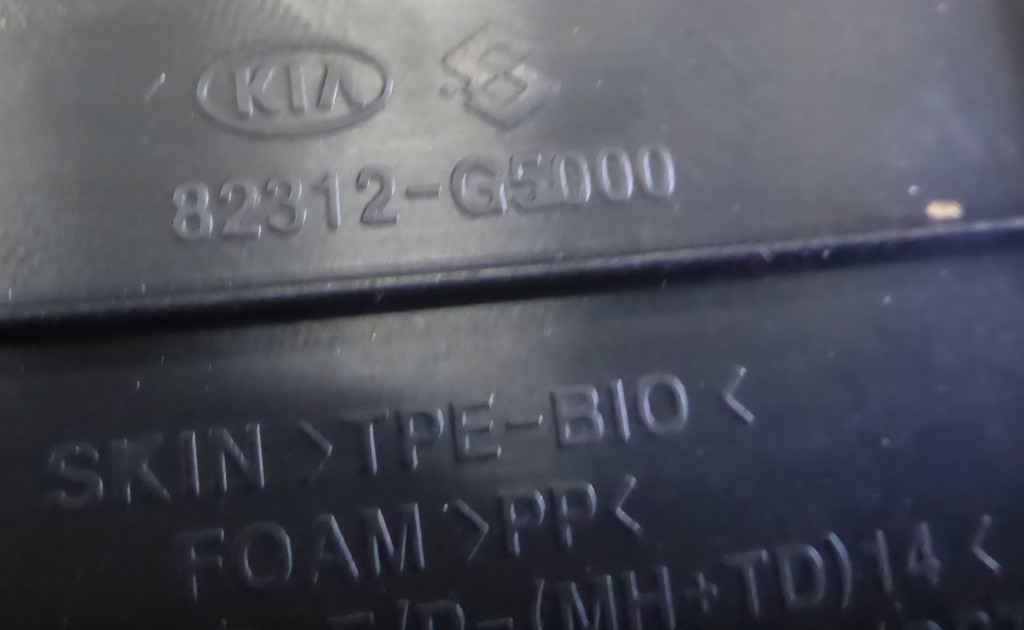 KIA
82312-G5000
SKIN >TPE-BIO<
FOAM >PP<
E/P-(MH+TD)14<